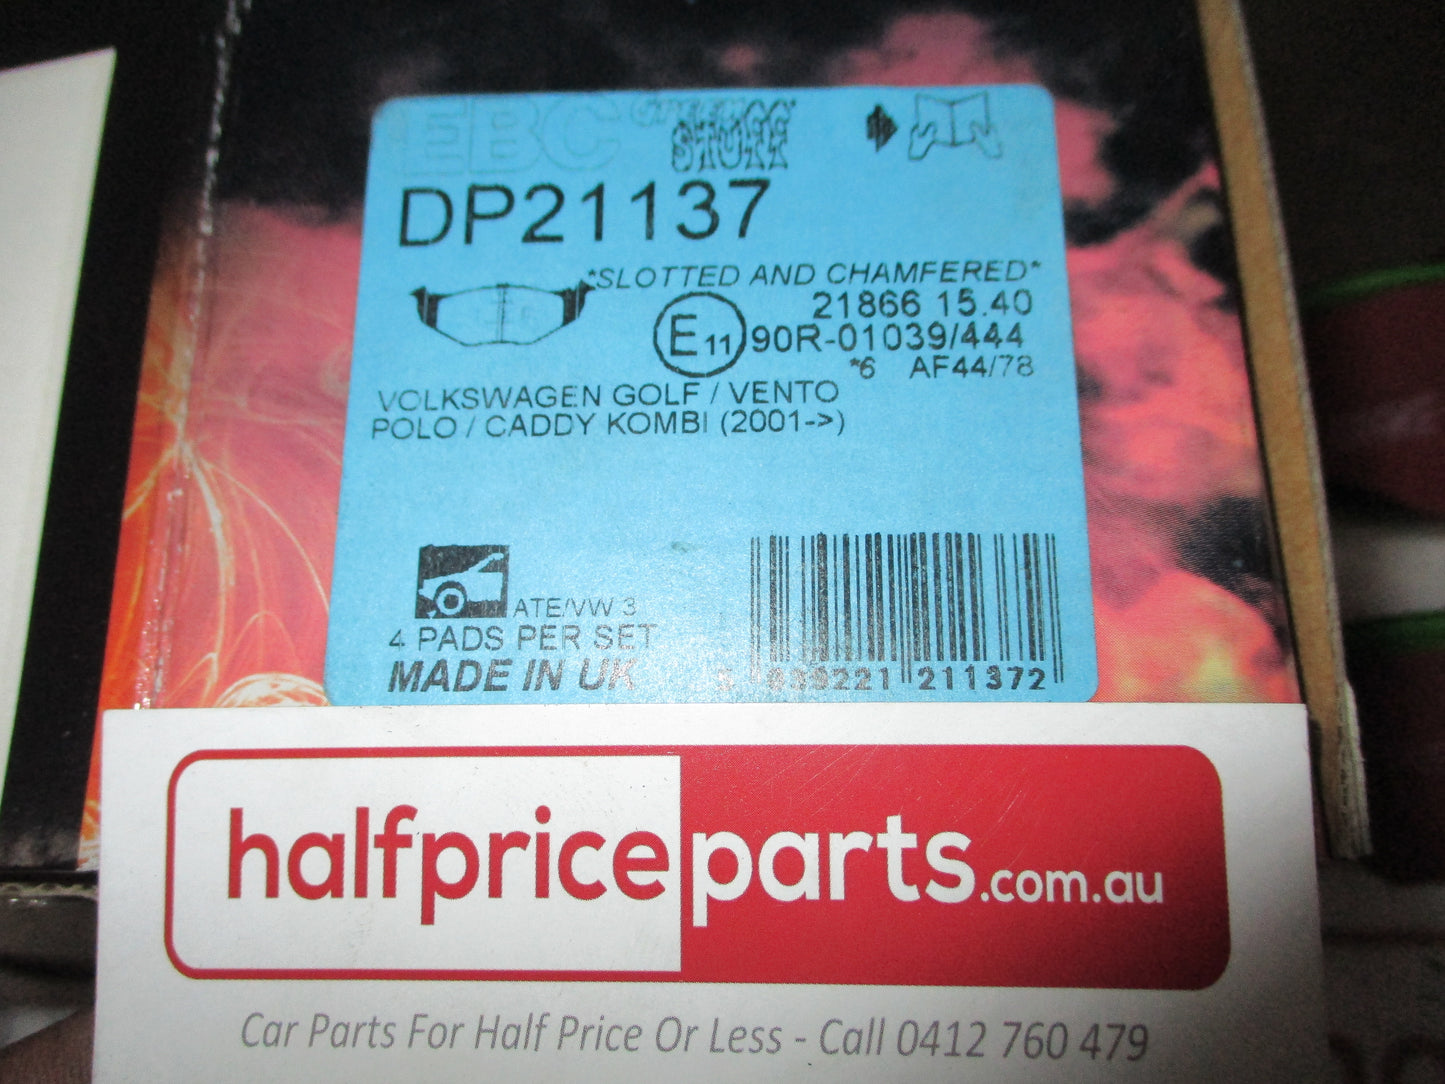 EBC GREEN STUFF
DP21137
*SLOTTED AND CHAMFERED*
21866 15.40
E11 90R-01039/444
*6 AF44/78
VOLKSWAGEN GOLF / VENTO
POLO / CADDY KOMBI (2001->)
ATE/VW 3
4 PADS PER SET
MADE IN UK
211372
halfpriceparts.com.au
Car Parts For Half Price Or Less - Call 0412 760 479